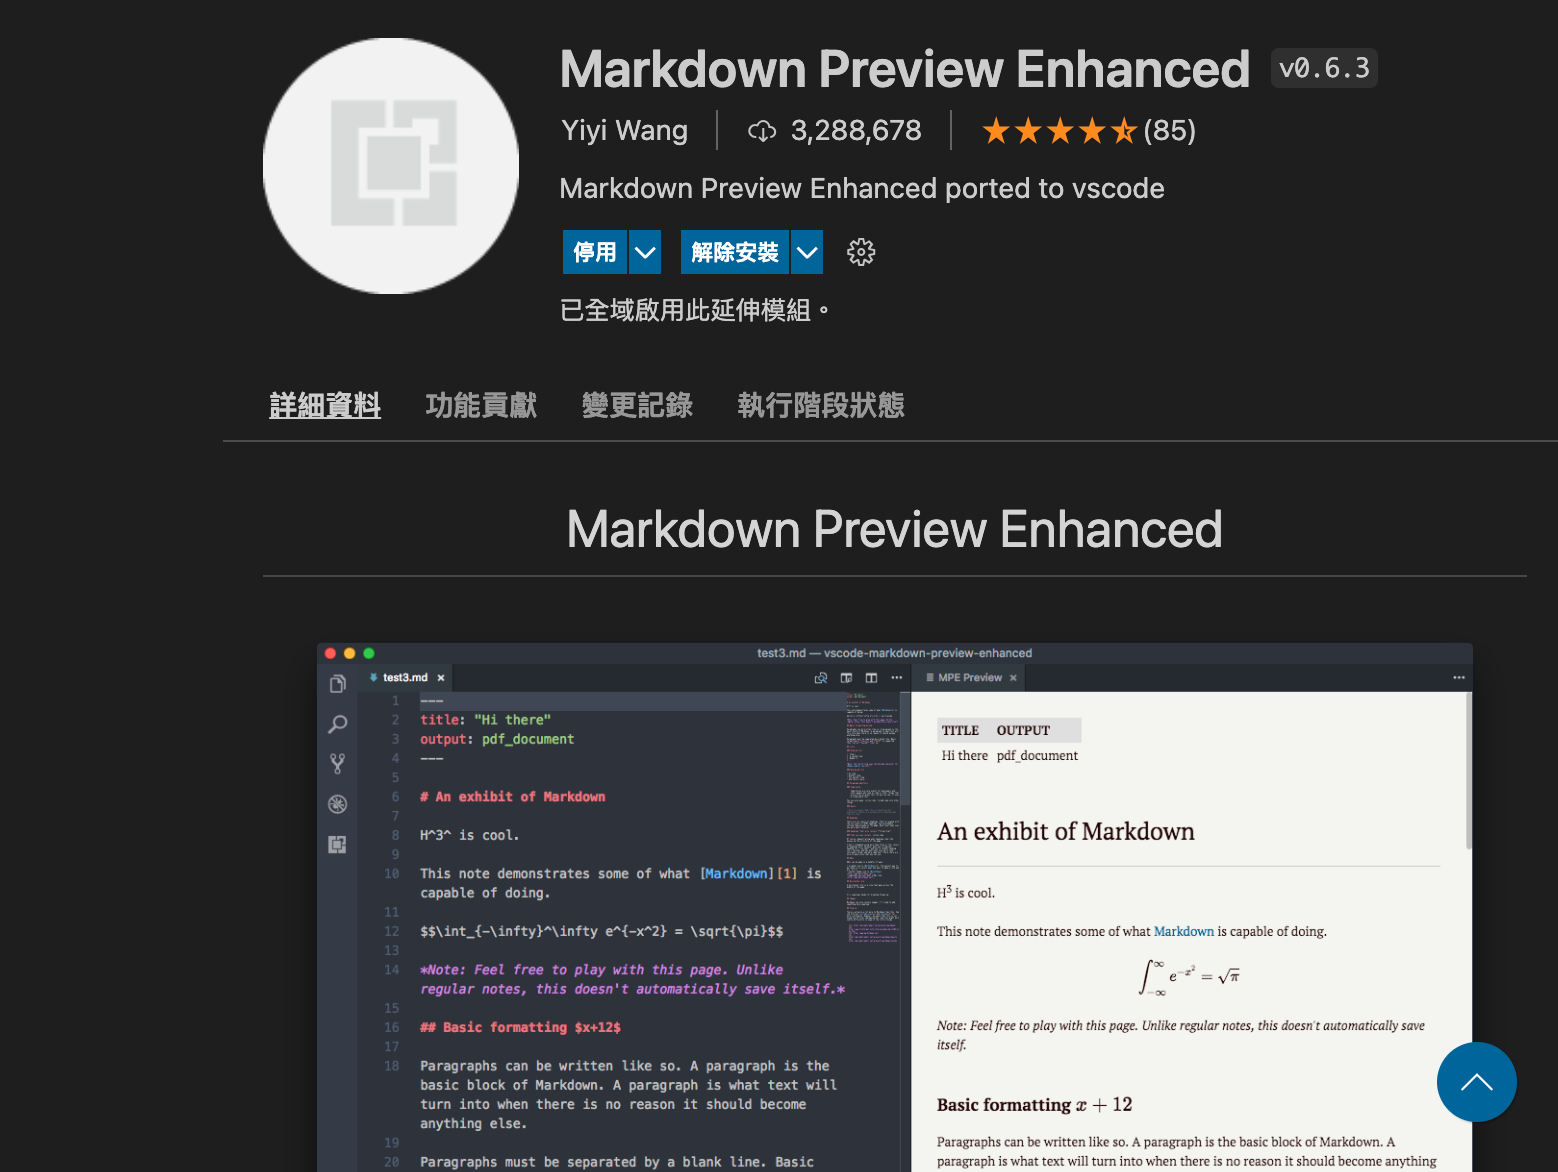 Markdown Preview Enhanced v0.6.3
Yiyi Wang 3,288,678 (85)
Markdown Preview Enhanced ported to vscode
停用 解除安裝
已全域啟用此延伸模組。
詳細資料 功能貢獻 變更記錄 執行階段狀態
Markdown Preview Enhanced
test3.md — vscode-markdown-preview-enhanced
test3.md ×
1 ---
2 title: "Hi there"
3 output: pdf_document
4 ---
5
6 # An exhibit of Markdown
7
8 H^3^ is cool.
9
10 This note demonstrates some of what [Markdown][1] is
capable of doing.
11
12 $$\int_{-\infty}^\infty e^{-x^2} = \sqrt{\pi}$$
13
14 *Note: Feel free to play with this page. Unlike
regular notes, this doesn't automatically save itself.*
15
16 ## Basic formatting $x+12$
17
18 Paragraphs can be written like so. A paragraph is the
basic block of Markdown. A paragraph is what text will
turn into when there is no reason it should become
anything else.
19
20 Paragraphs must be separated by a blank line. Basic
MPE Preview ×
TITLE OUTPUT
Hi there pdf_document
An exhibit of Markdown
H³ is cool.
This note demonstrates some of what Markdown is capable of doing.
∫_{-∞}^{∞} e^{-x²} = √π
Note: Feel free to play with this page. Unlike regular notes, this doesn't automatically save
itself.
Basic formatting x + 12
Paragraphs can be written like so. A paragraph is the basic block of Markdown. A
paragraph is what text will turn into when there is no reason it should become anything